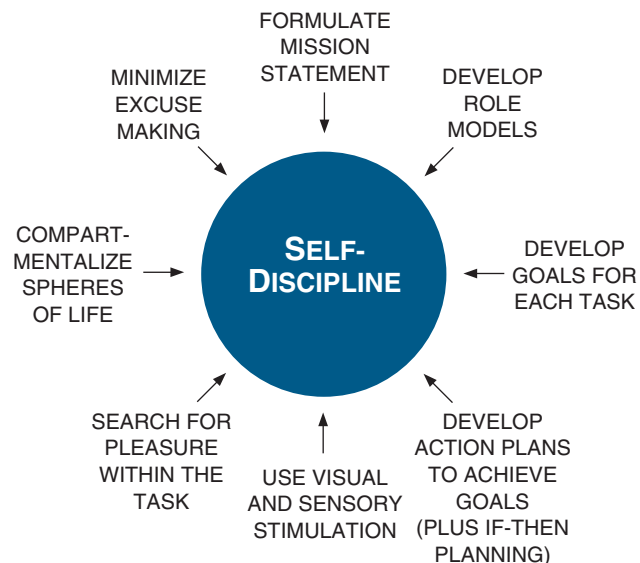 FORMULATE
MISSION
STATEMENT
DEVELOP
ROLE
MODELS
DEVELOP
GOALS FOR
EACH TASK
DEVELOP
ACTION PLANS
TO ACHIEVE
GOALS
(PLUS IF-THEN
PLANNING)
USE VISUAL
AND SENSORY
STIMULATION
SEARCH FOR
PLEASURE
WITHIN THE
TASK
COMPART-
MENTALIZE
SPHERES
OF LIFE
MINIMIZE
EXCUSE
MAKING
SELF-
DISCIPLINE